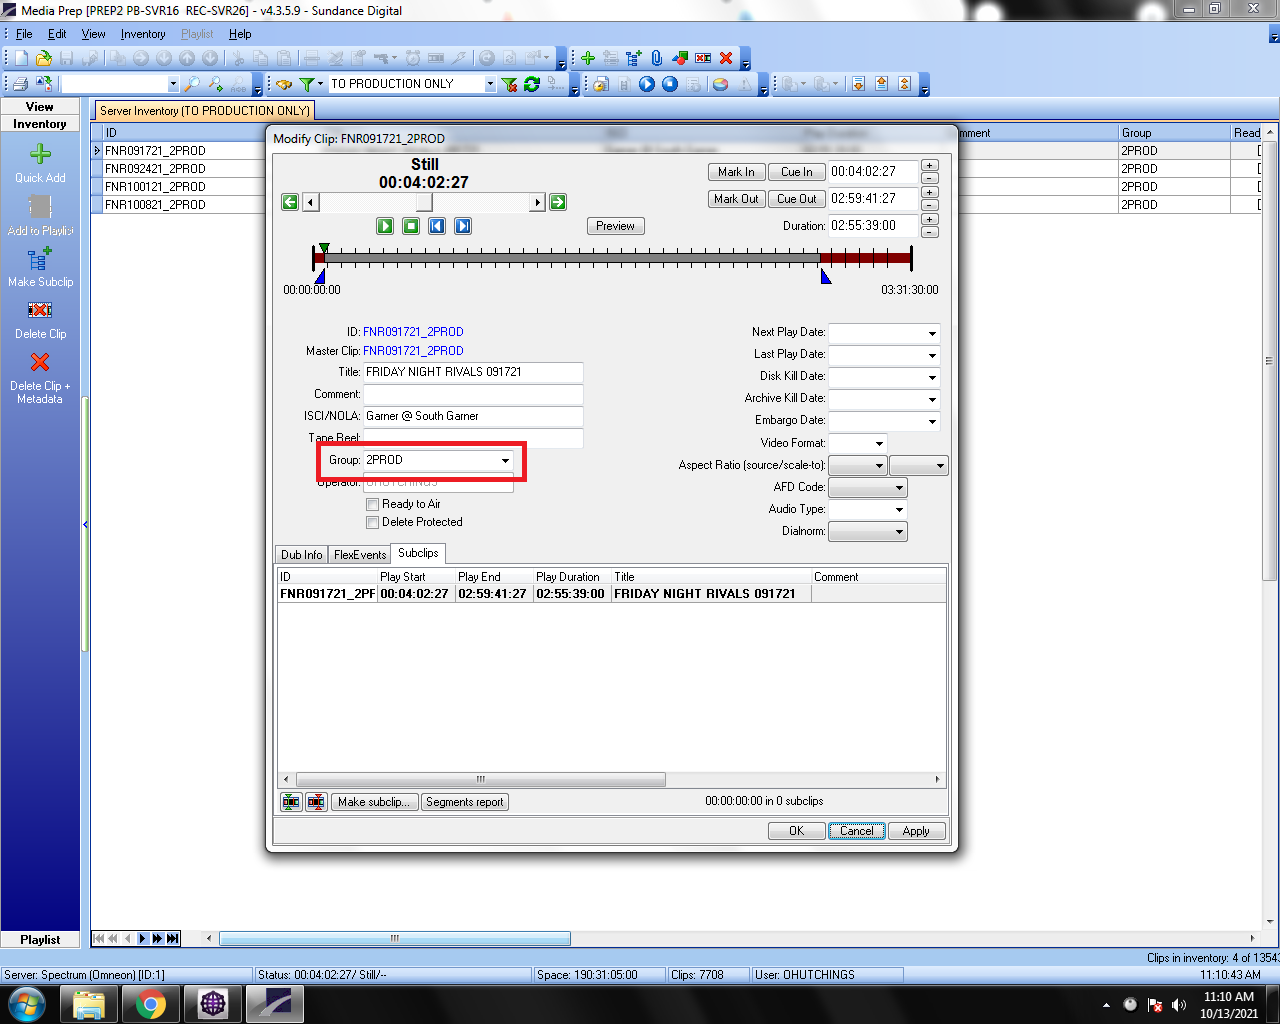 Media Prep [PREP2 PB-SVR16 REC-SVR26] - v4.3.5.9 - Sundance Digital
File Edit View Inventory Playlist Help
TO PRODUCTION ONLY
View
Inventory
Quick Add
Add to Playlist
Make Subclip
Delete Clip
Delete Clip +
Metadata
Playlist
Server Inventory (TO PRODUCTION ONLY)
ID Group Read
FNR091721_2PROD 2PROD
FNR092421_2PROD 2PROD
FNR100121_2PROD 2PROD
FNR100821_2PROD 2PROD
Modify Clip: FNR091721_2PROD
Still
00:04:02:27
Mark In Cue In 00:04:02:27
Mark Out Cue Out 02:59:41:27
Preview Duration: 02:55:39:00
00:00:00:00 03:31:30:00
ID: FNR091721_2PROD
Master Clip: FNR091721_2PROD
Title: FRIDAY NIGHT RIVALS 091721
Comment:
ISCI/NOLA: Garner @ South Garner
Tape Reel:
Group: 2PROD
Operator: OHUTCHINGS
Ready to Air
Delete Protected
Next Play Date:
Last Play Date:
Disk Kill Date:
Archive Kill Date:
Embargo Date:
Video Format:
Aspect Ratio (source/scale-to):
AFD Code:
Audio Type:
Dialnorm:
Dub Info FlexEvents Subclips
ID Play Start Play End Play Duration Title Comment
FNR091721_2PF 00:04:02:27 02:59:41:27 02:55:39:00 FRIDAY NIGHT RIVALS 091721
Make subclip... Segments report 00:00:00:00 in 0 subclips
OK Cancel Apply
Clips in inventory: 4 of 13543
Server: Spectrum (Omneon) [ID:1] Status: 00:04:02:27/ Still/-- Space: 190:31:05:00 Clips: 7708 User: OHUTCHINGS 11:10:43 AM
11:10 AM
10/13/2021